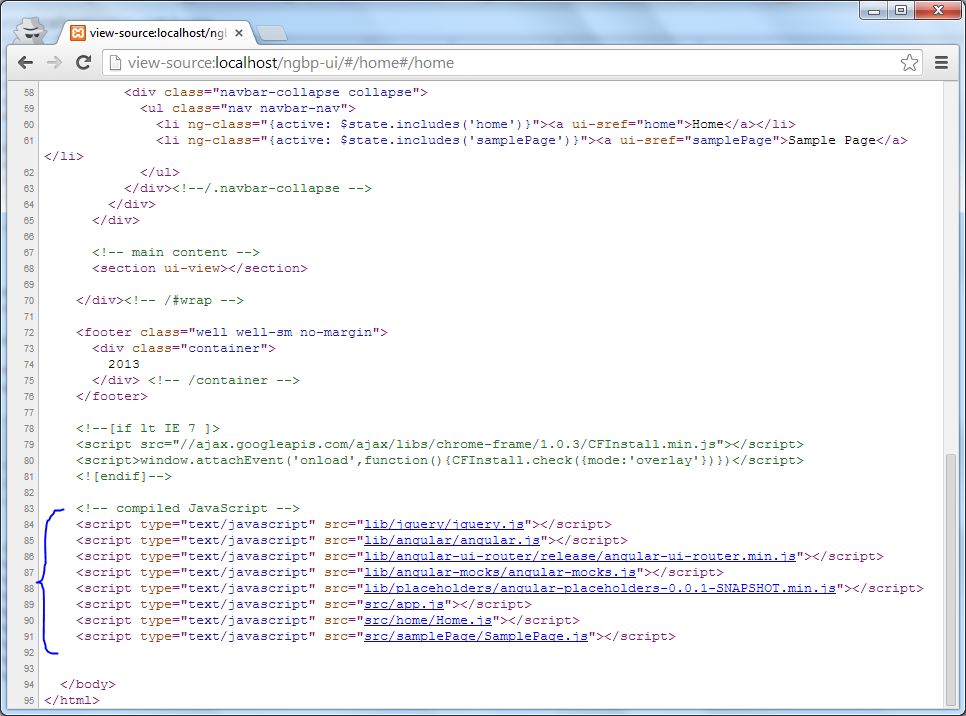 view-source:localhost/ngb
view-source:localhost/ngbp-ui/#/home#/home
58 <div class="navbar-collapse collapse">
59 <ul class="nav navbar-nav">
60 <li ng-class="{active: $state.includes('home')}"><a ui-sref="home">Home</a></li>
61 <li ng-class="{active: $state.includes('samplePage')}"><a ui-sref="samplePage">Sample Page</a>
</li>
62 </ul>
63 </div><!--/.navbar-collapse -->
64 </div>
65 </div>
66
67 <!-- main content -->
68 <section ui-view></section>
69
70 </div><!-- /#wrap -->
71
72 <footer class="well well-sm no-margin">
73 <div class="container">
74 2013
75 </div> <!-- /container -->
76 </footer>
77
78 <!--[if lt IE 7 ]>
79 <script src="//ajax.googleapis.com/ajax/libs/chrome-frame/1.0.3/CFInstall.min.js"></script>
80 <script>window.attachEvent('onload',function(){CFInstall.check({mode:'overlay'})})</script>
81 <![endif]-->
82
83 <!-- compiled JavaScript -->
84 <script type="text/javascript" src="lib/jquery/jquery.js"></script>
85 <script type="text/javascript" src="lib/angular/angular.js"></script>
86 <script type="text/javascript" src="lib/angular-ui-router/release/angular-ui-router.min.js"></script>
87 <script type="text/javascript" src="lib/angular-mocks/angular-mocks.js"></script>
88 <script type="text/javascript" src="lib/placeholders/angular-placeholders-0.0.1-SNAPSHOT.min.js"></script>
89 <script type="text/javascript" src="src/app.js"></script>
90 <script type="text/javascript" src="src/home/Home.js"></script>
91 <script type="text/javascript" src="src/samplePage/SamplePage.js"></script>
92
93
94 </body>
95 </html>